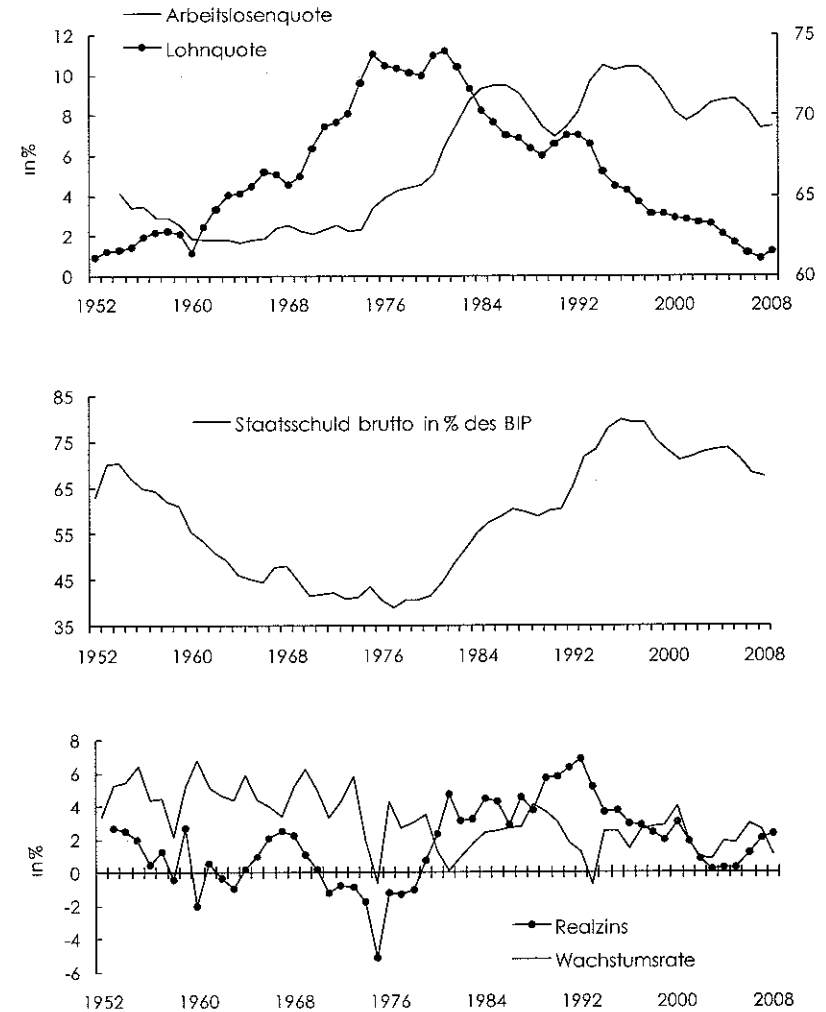 Arbeitslosenquote
Lohnquote
in%
12
10
8
6
4
2
0
75
70
65
60
1952 1960 1968 1976 1984 1992 2000 2008
Staatsschuld brutto in % des BIP
85
75
65
55
45
35
1952 1960 1968 1976 1984 1992 2000 2008
in%
8
6
4
2
0
-2
-4
-6
Realzins
Wachstumsrate
1952 1960 1968 1976 1984 1992 2000 2008